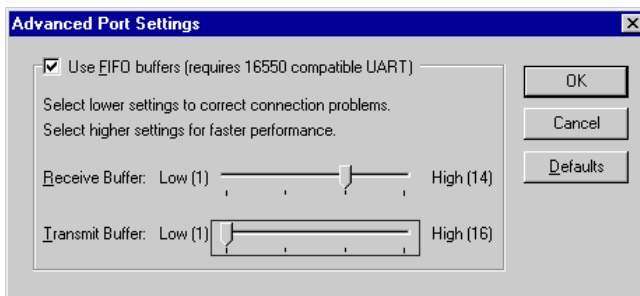 Advanced Port Settings
Use FIFO buffers (requires 16550 compatible UART)
OK
Select lower settings to correct connection problems.
Select higher settings for faster performance.
Cancel
Defaults
Receive Buffer: Low (1) High (14)
Transmit Buffer: Low (1) High (16)